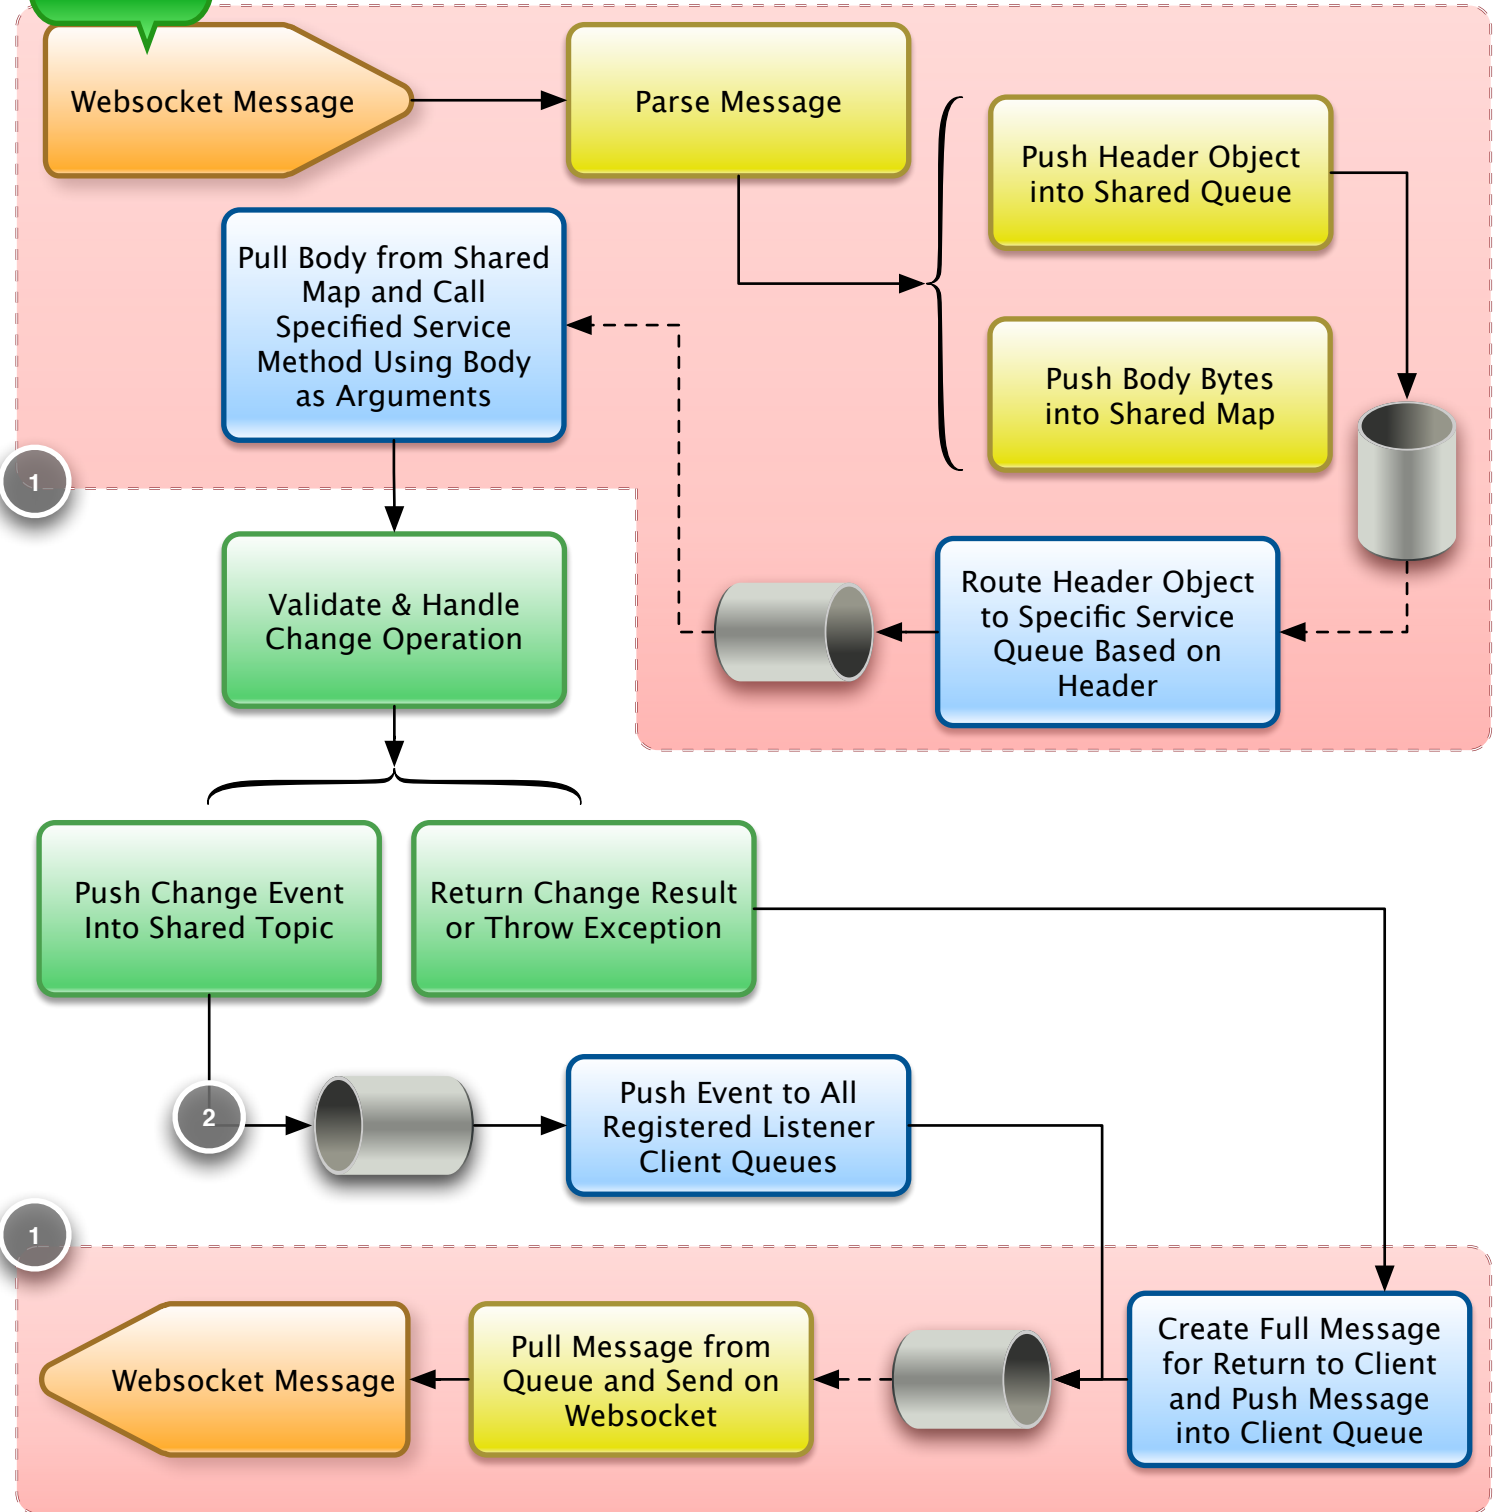 Websocket Message
Parse Message
Push Header Object
into Shared Queue
Push Body Bytes
into Shared Map
Pull Body from Shared
Map and Call
Specified Service
Method Using Body
as Arguments
1
Route Header Object
to Specific Service
Queue Based on
Header
Validate & Handle
Change Operation
Push Change Event
Into Shared Topic
Return Change Result
or Throw Exception
2
Push Event to All
Registered Listener
Client Queues
1
Websocket Message
Pull Message from
Queue and Send on
Websocket
Create Full Message
for Return to Client
and Push Message
into Client Queue